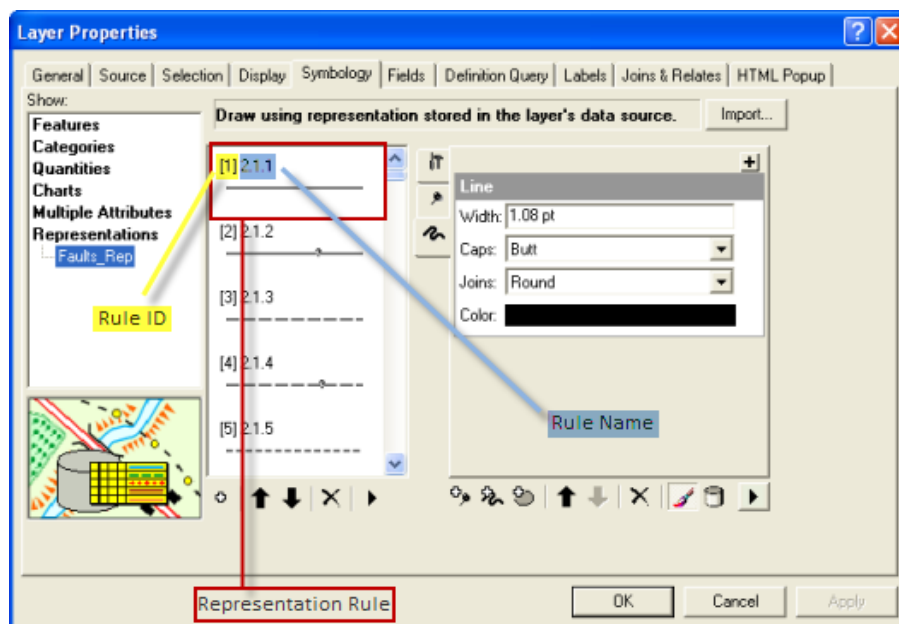 Layer Properties
General Source Selection Display Symbology Fields Definition Query Labels Joins & Relates HTML Popup
Show:
Features
Categories
Quantities
Charts
Multiple Attributes
Representations
Faults_Rep
Draw using representation stored in the layer's data source.
Import...
[1] 2.1.1
[2] 2.1.2
[3] 2.1.3
[4] 2.1.4
[5] 2.1.5
Line
Width: 1.08 pt
Caps: Butt
Joins: Round
Color:
Rule ID
Rule Name
Representation Rule
OK Cancel Apply